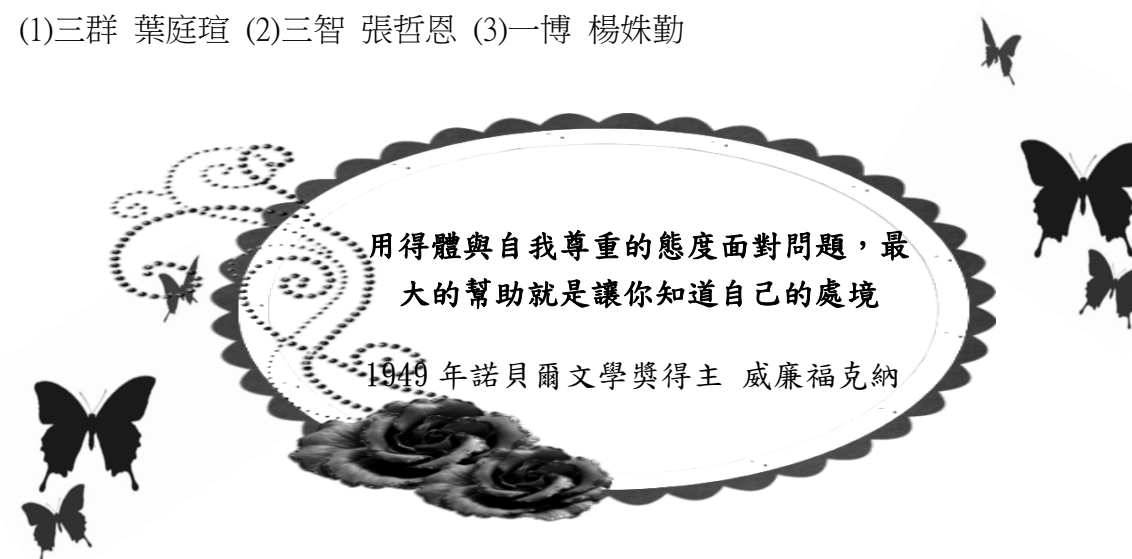 (1)三群 葉庭瑄 (2)三智 張哲恩 (3)一博 楊姝勤
用得體與自我尊重的態度面對問題，最
大的幫助就是讓你知道自己的處境
1949 年諾貝爾文學獎得主 威廉福克納